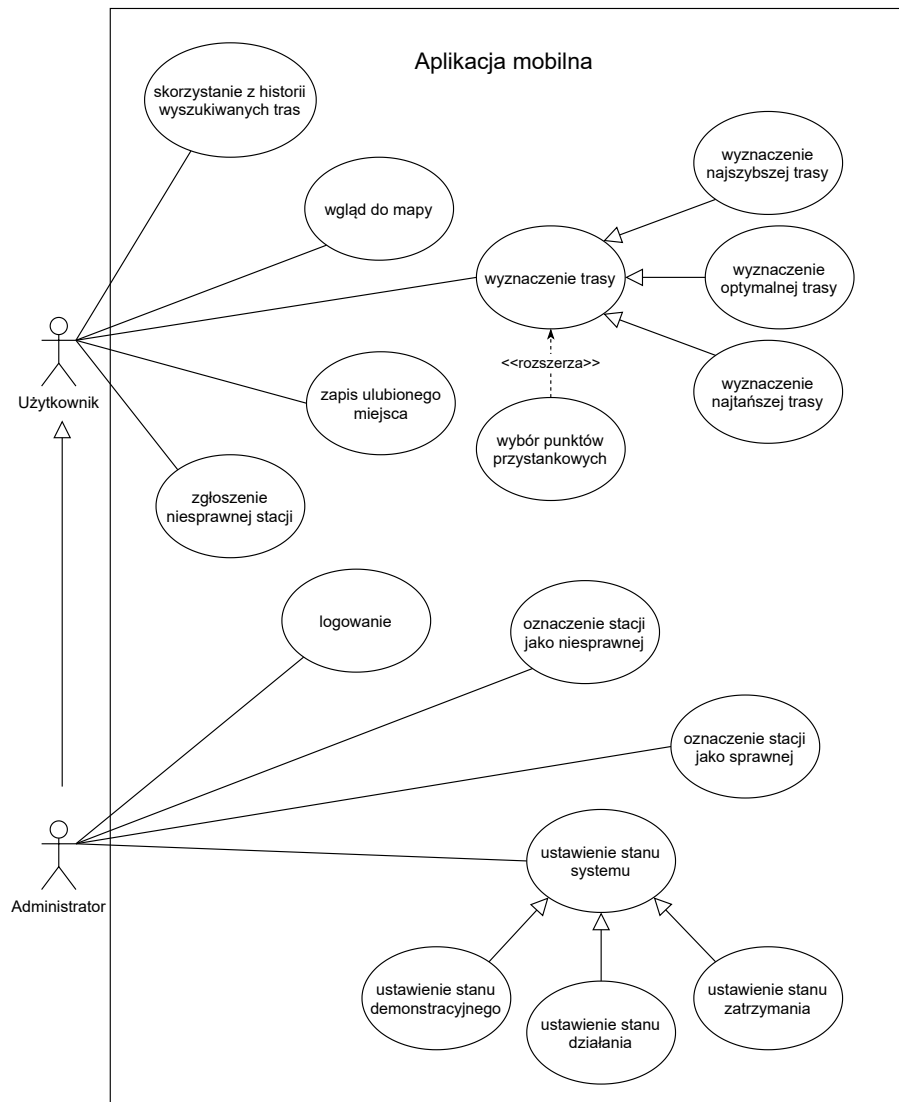 Aplikacja mobilna
skorzystanie z historii
wyszukiwanych tras
wyznaczenie
najszybszej trasy
wgląd do mapy
wyznaczenie trasy
wyznaczenie
optymalnej trasy
<<rozszerza>>
wyznaczenie
najtańszej trasy
Użytkownik
zapis ulubionego
miejsca
wybór punktów
przystankowych
zgłoszenie
niesprawnej stacji
logowanie
oznaczenie stacji
jako niesprawnej
oznaczenie stacji
jako sprawnej
ustawienie stanu
systemu
Administrator
ustawienie stanu
demonstracyjnego
ustawienie stanu
działania
ustawienie stanu
zatrzymania